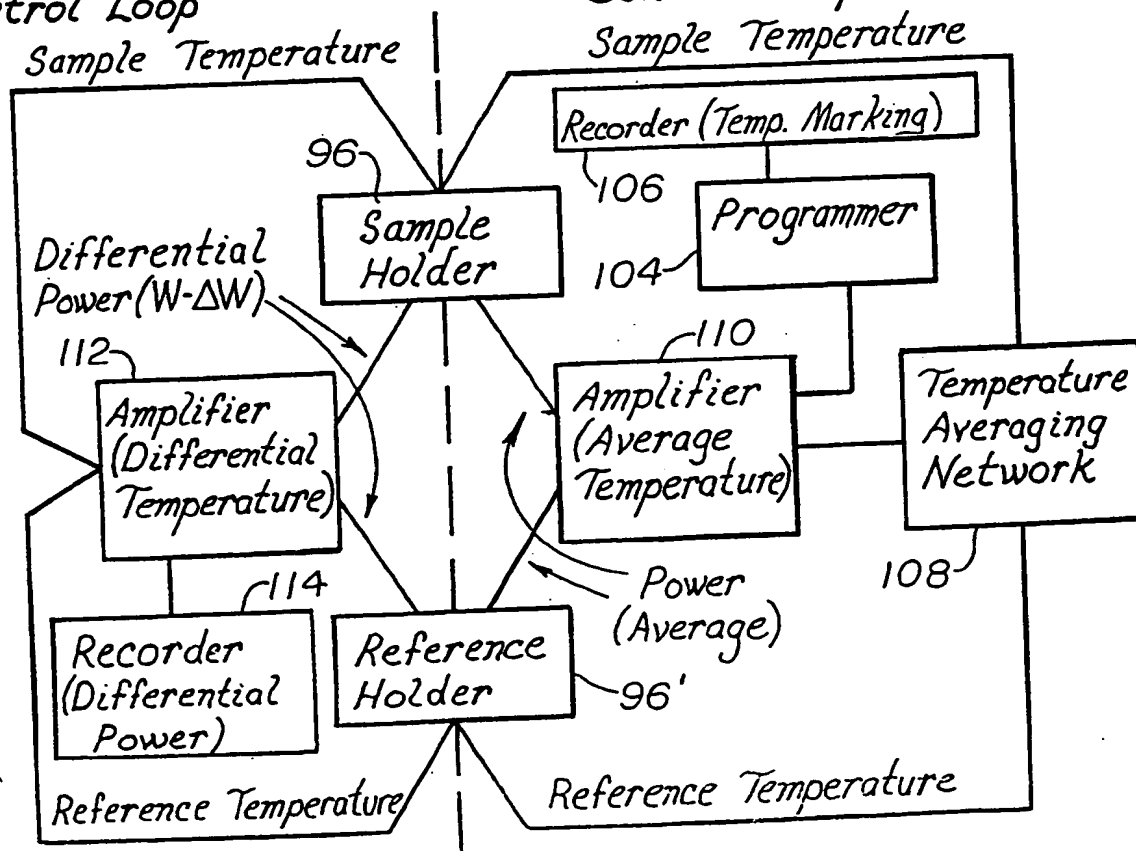 Loop
Sample Temperature
Sample Temperature
Recorder (Temp. Marking)
106
96
Sample
Holder
Programmer
104
Differential
Power (W-ΔW)
112
110
Amplifier
(Differential
Temperature)
Amplifier
(Average
Temperature)
Temperature
Averaging
Network
108
114
Recorder
(Differential
Power)
Reference
Holder
96'
Power
(Average)
Reference Temperature
Reference Temperature